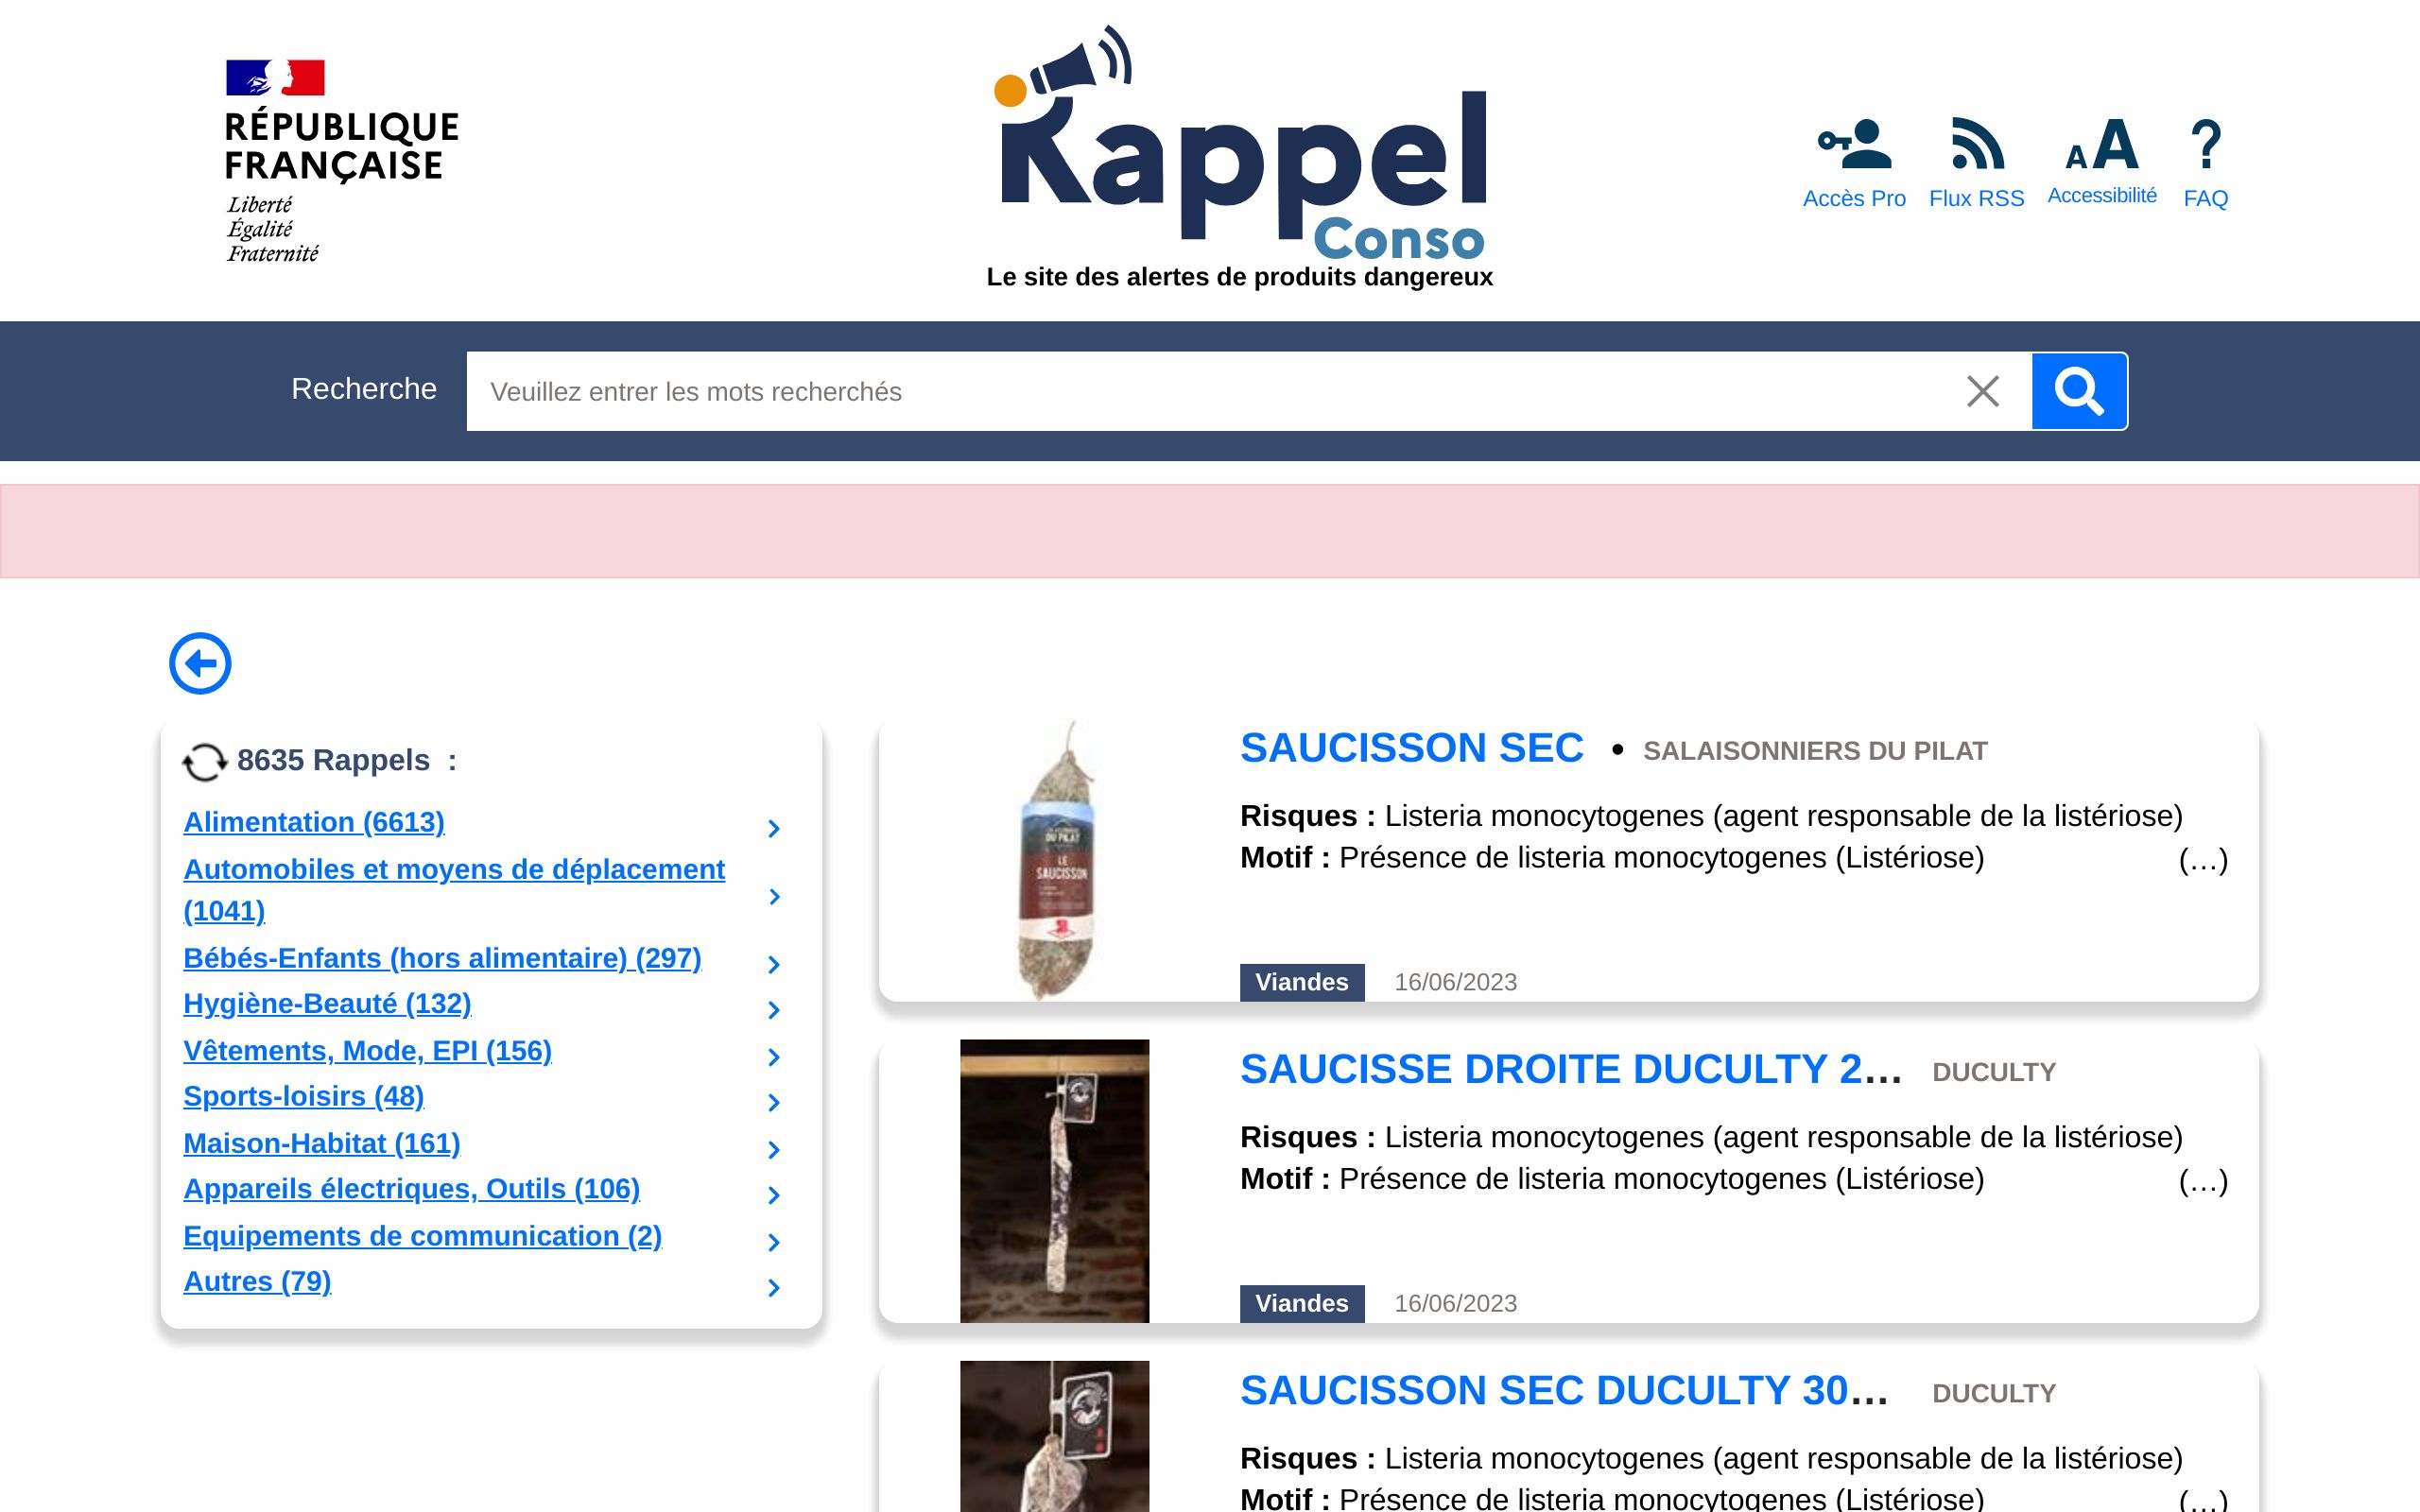 RÉPUBLIQUE
FRANÇAISE
Liberté
Égalité
Fraternité
Rappel
Conso
Le site des alertes de produits dangereux
Accès Pro
Flux RSS
AA
Accessibilité
?
FAQ
Recherche
Veuillez entrer les mots recherchés
8635 Rappels :
Alimentation (6613)
Automobiles et moyens de déplacement
(1041)
Bébés-Enfants (hors alimentaire) (297)
Hygiène-Beauté (132)
Vêtements, Mode, EPI (156)
Sports-loisirs (48)
Maison-Habitat (161)
Appareils électriques, Outils (106)
Equipements de communication (2)
Autres (79)
DU PILAT
LE
SAUCISSON
SAUCISSON SEC • SALAISONNIERS DU PILAT
Risques : Listeria monocytogenes (agent responsable de la listériose)
Motif : Présence de listeria monocytogenes (Listériose) (…)
Viandes 16/06/2023
SAUCISSE DROITE DUCULTY 2… DUCULTY
Risques : Listeria monocytogenes (agent responsable de la listériose)
Motif : Présence de listeria monocytogenes (Listériose) (…)
Viandes 16/06/2023
SAUCISSON SEC DUCULTY 30… DUCULTY
Risques : Listeria monocytogenes (agent responsable de la listériose)
Motif : Présence de listeria monocytogenes (Listériose) (…)